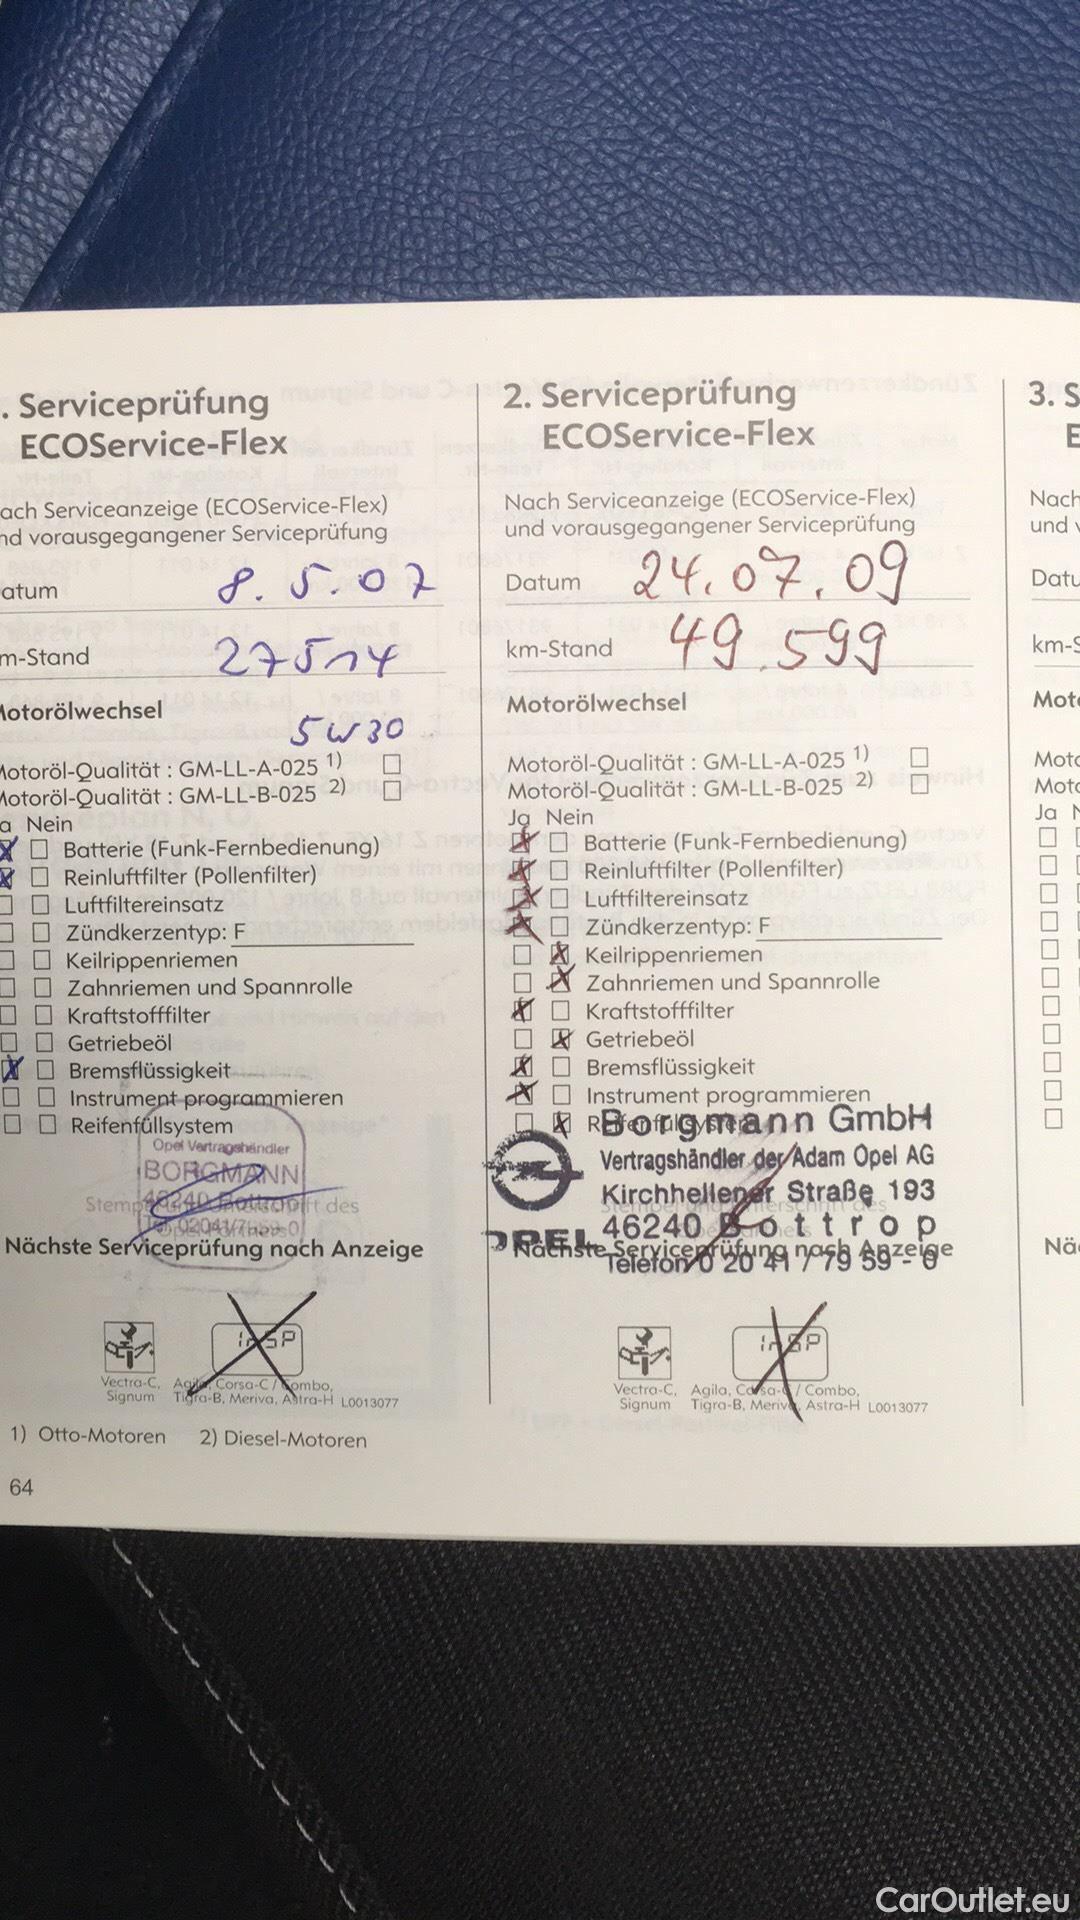 . Serviceprüfung
ECOService-Flex
ach Serviceanzeige (ECOService-Flex)
nd vorausgegangener Serviceprüfung
atum 8.5.07
m-Stand 27514
Motorölwechsel
5W30
Motoröl-Qualität : GM-LL-A-025 1)
Motoröl-Qualität : GM-LL-B-025 2)
a Nein
Batterie (Funk-Fernbedienung)
Reinluftfilter (Pollenfilter)
Luftfiltereinsatz
Zündkerzentyp: F
Keilrippenriemen
Zahnriemen und Spannrolle
Kraftstofffilter
Getriebeöl
Bremsflüssigkeit
Instrument programmieren
Reifenfüllsystem
Opel Vertragshändler
BORGMANN
46240 Bottrop
Nächste Serviceprüfung nach Anzeige
InSP
Vectra-C, Agila, Corsa-C / Combo,
Signum Tigra-B, Meriva, Astra-H L0013077
1) Otto-Motoren 2) Diesel-Motoren
64
2. Serviceprüfung
ECOService-Flex
Nach Serviceanzeige (ECOService-Flex)
und vorausgegangener Serviceprüfung
Datum 24.07.09
km-Stand 49.599
Motorölwechsel
Motoröl-Qualität : GM-LL-A-025 1)
Motoröl-Qualität : GM-LL-B-025 2)
Ja Nein
Batterie (Funk-Fernbedienung)
Reinluftfilter (Pollenfilter)
Luftfiltereinsatz
Zündkerzentyp: F
Keilrippenriemen
Zahnriemen und Spannrolle
Kraftstofffilter
Getriebeöl
Bremsflüssigkeit
Instrument programmieren
Reifenfüllsystem
Borgmann GmbH
Vertragshändler der Adam Opel AG
Kirchhellener Straße 193
46240 Bottrop
OPEL
Nächste Serviceprüfung nach Anzeige
Telefon 0 20 41 / 79 59 - 0
InSP
Vectra-C, Agila, Corsa-C / Combo,
Signum Tigra-B, Meriva, Astra-H L0013077
3. S
E
Nach
und v
Datu
km-S
Moto
Moto
Moto
Ja N
Nä
CarOutlet.eu